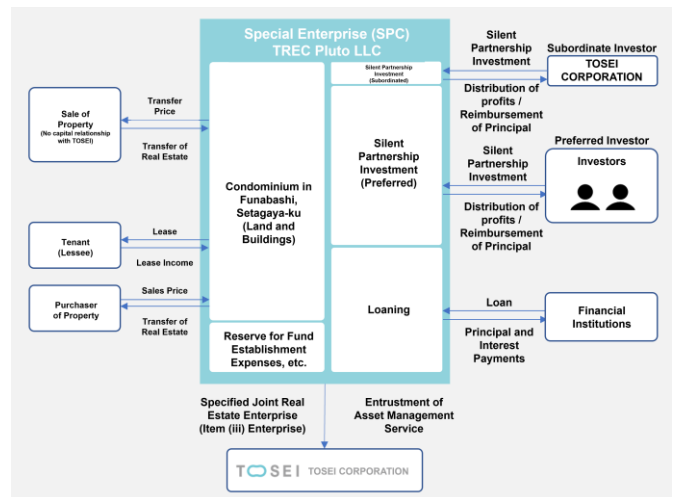 Special Enterprise (SPC)
TREC Pluto LLC
Sale of
Property
(No capital relationship
with TOSEI)
Transfer
Price
Transfer of
Real Estate
Tenant
(Lessee)
Lease
Lease Income
Purchaser
of Property
Sales Price
Transfer of
Real Estate
Condominium in
Funabashi,
Setagaya-ku
(Land and
Buildings)
Reserve for Fund
Establishment
Expenses, etc.
Silent Partnership
Investment
(Subordinated)
Silent
Partnership
Investment
(Preferred)
Loaning
Silent
Partnership
Investment
Distribution of
profits /
Reimbursement
of Principal
Subordinate Investor
TOSEI
CORPORATION
Silent
Partnership
Investment
Distribution of
profits /
Reimbursement
of Principal
Preferred Investor
Investors
Loan
Principal and
Interest
Payments
Financial
Institutions
Specified Joint Real
Estate Enterprise
(Item (iii) Enterprise)
Entrustment of
Asset Management
Service
TOSEI TOSEI CORPORATION